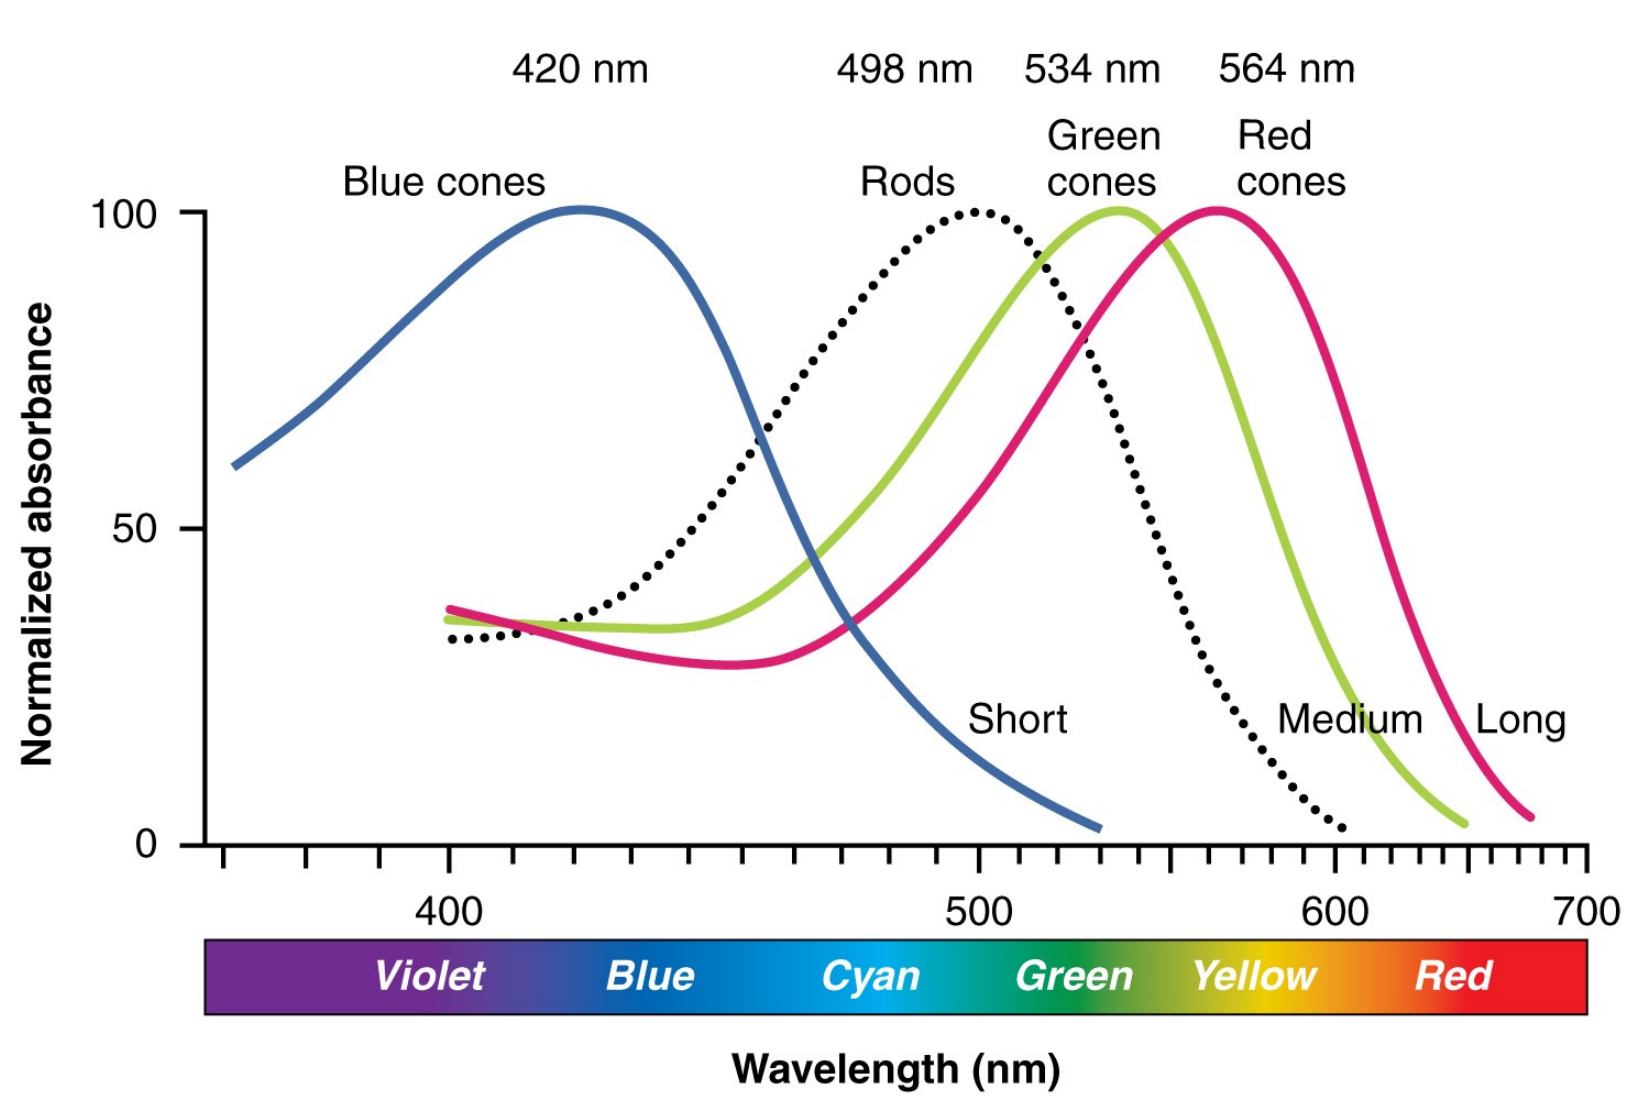 420 nm 498 nm 534 nm 564 nm
Green Red
Blue cones Rods cones cones
100
50
0
Normalized absorbance
Short Medium Long
400 500 600 700
Violet Blue Cyan Green Yellow Red
Wavelength (nm)